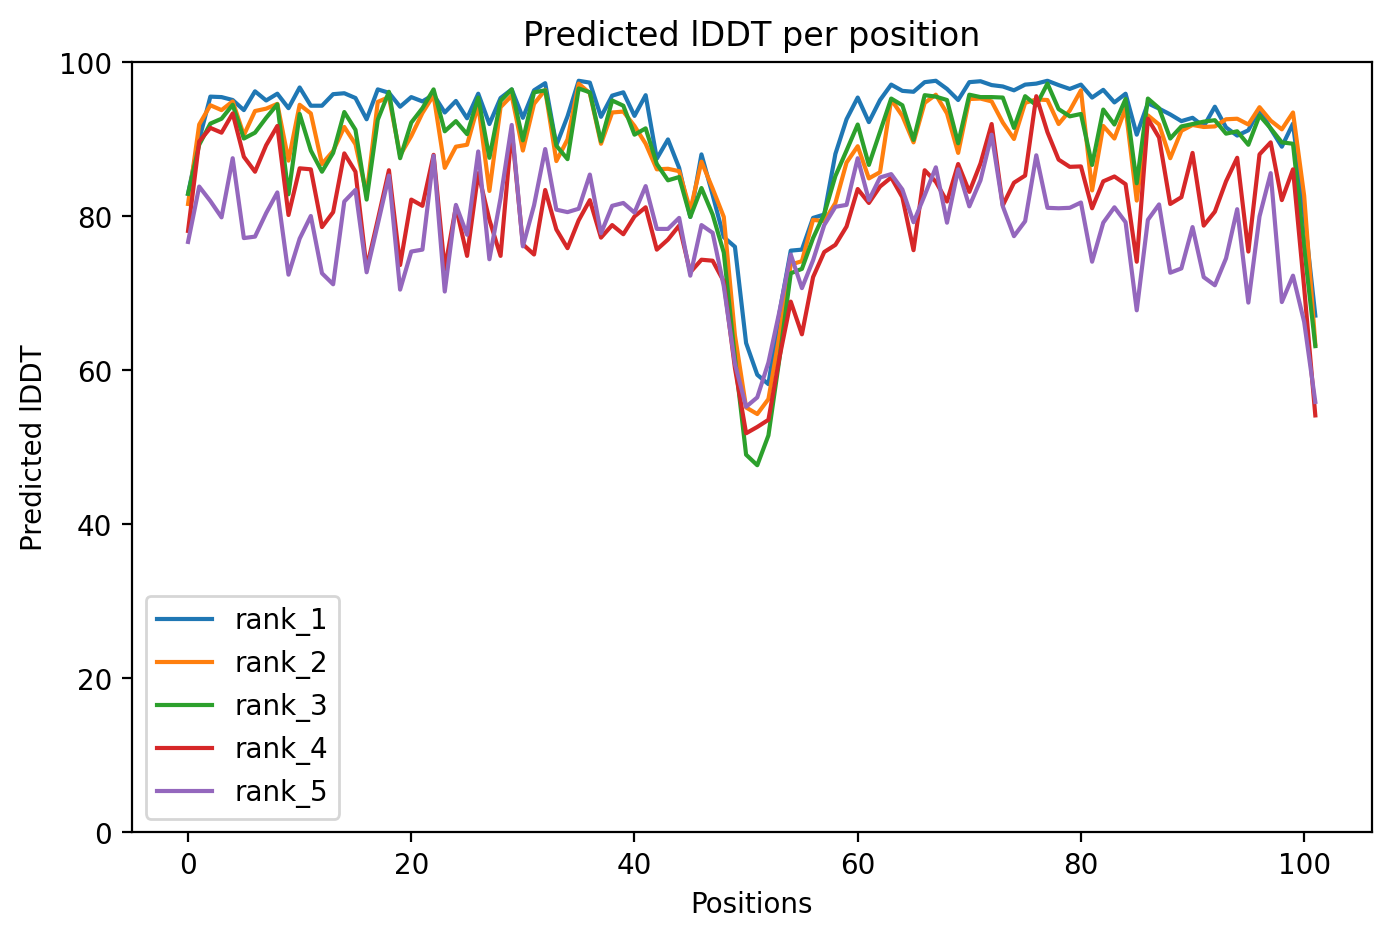 Predicted lDDT per position
100
80
60
40
20
0
Predicted lDDT
rank_1
rank_2
rank_3
rank_4
rank_5
0 20 40 60 80 100
Positions